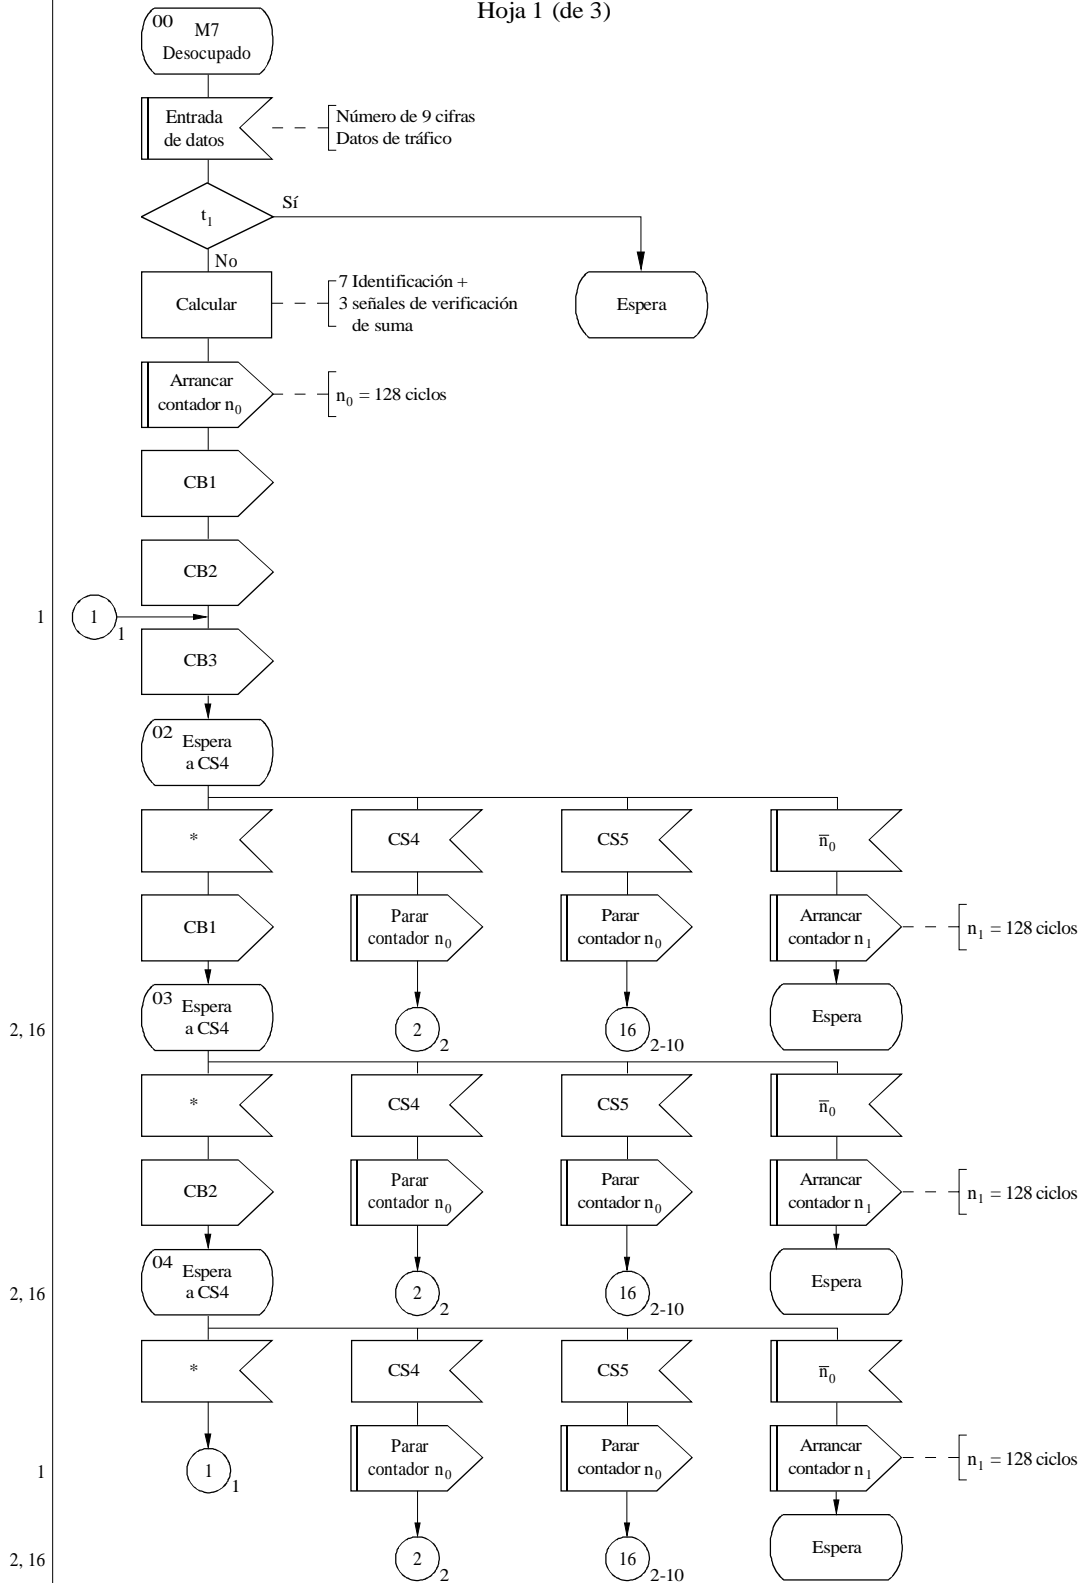 Hoja 1 (de 3)
00
M7
Desocupado
Entrada
de datos
Número de 9 cifras
Datos de tráfico
t1
Sí
No
Calcular
7 Identificación +
3 señales de verificación
de suma
Espera
Arrancar
contador n0
n0 = 128 ciclos
CB1
CB2
1
1
1
CB3
02
Espera
a CS4
*
CS4
CS5
n̅0
CB1
Parar
contador n0
Parar
contador n0
Arrancar
contador n1
n1 = 128 ciclos
03
Espera
a CS4
2, 16
2
2
16
2-10
Espera
*
CS4
CS5
n̅0
CB2
Parar
contador n0
Parar
contador n0
Arrancar
contador n1
n1 = 128 ciclos
04
Espera
a CS4
2, 16
2
2
16
2-10
Espera
*
CS4
CS5
n̅0
1
1
1
Parar
contador n0
Parar
contador n0
Arrancar
contador n1
n1 = 128 ciclos
2, 16
2
2
16
2-10
Espera